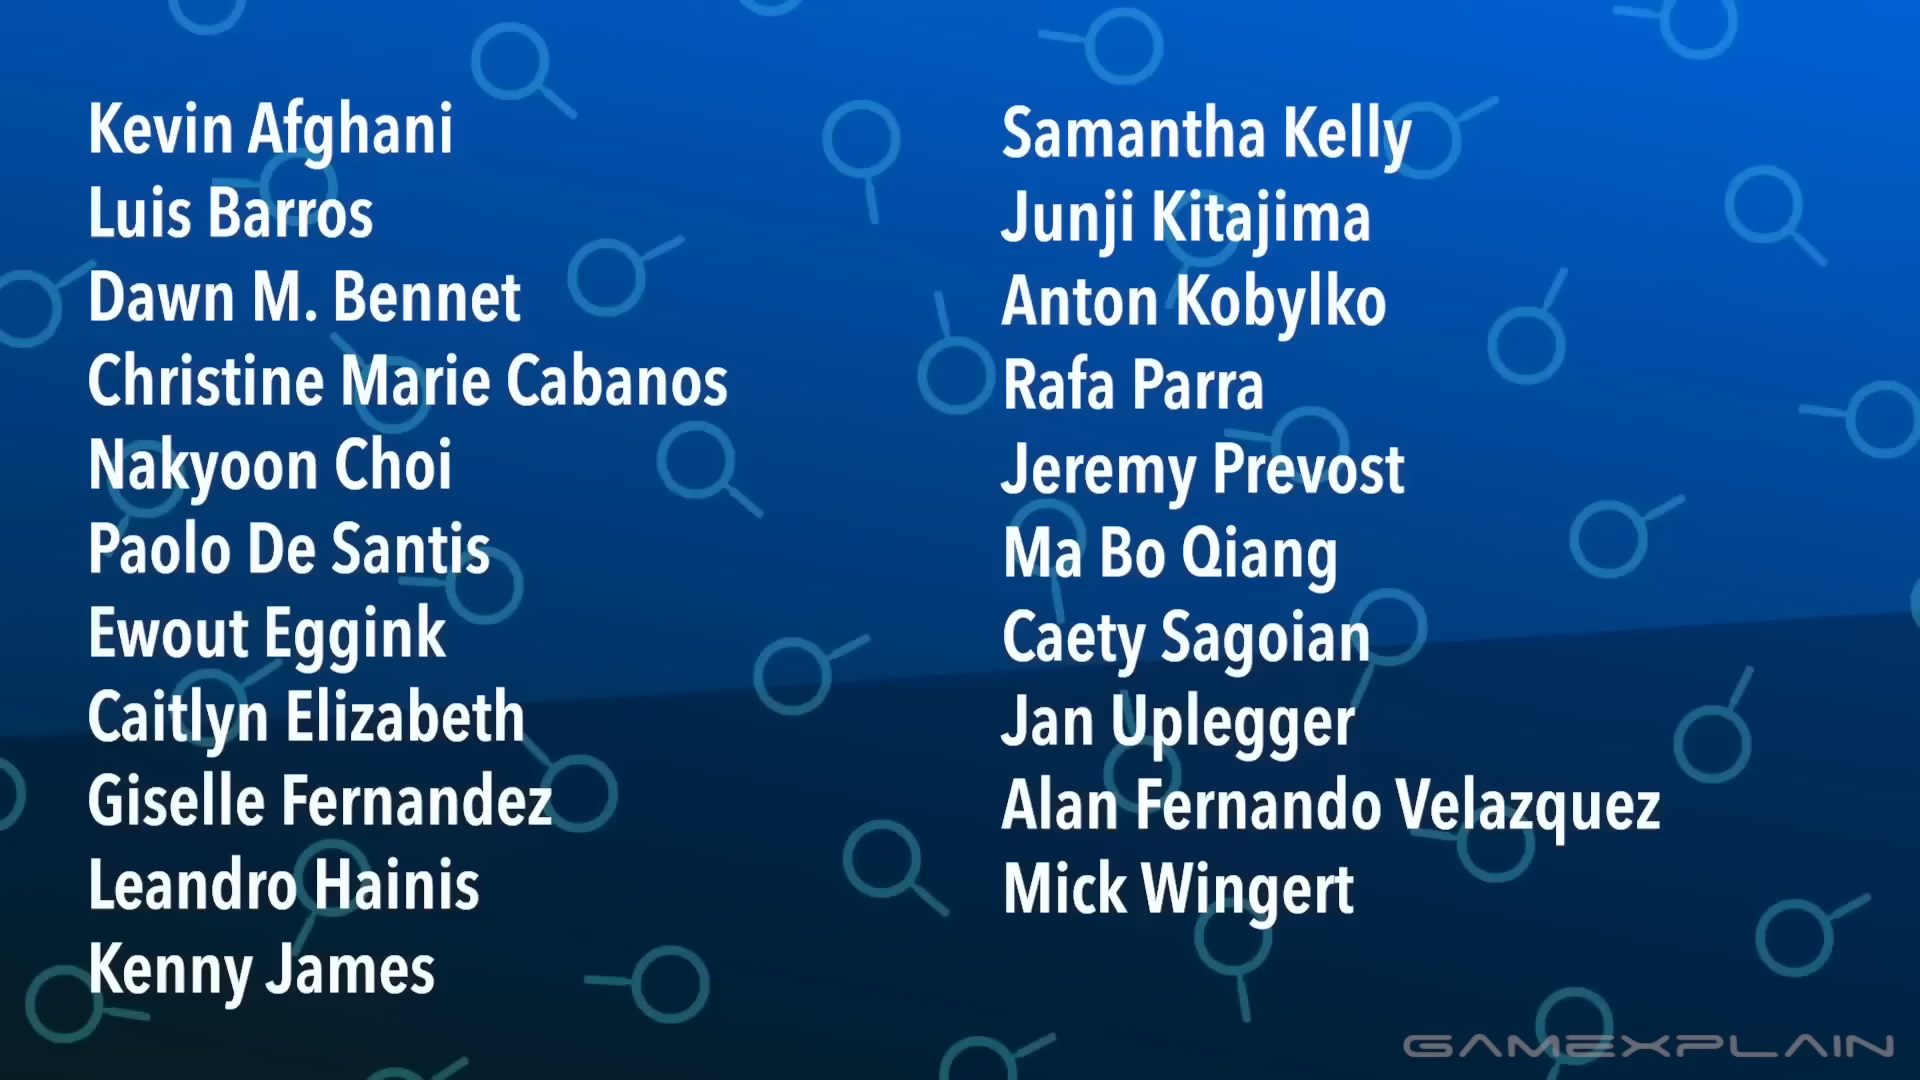 Kevin Afghani
Luis Barros
Dawn M. Bennet
Christine Marie Cabanos
Nakyoon Choi
Paolo De Santis
Ewout Eggink
Caitlyn Elizabeth
Giselle Fernandez
Leandro Hainis
Kenny James
Samantha Kelly
Junji Kitajima
Anton Kobylko
Rafa Parra
Jeremy Prevost
Ma Bo Qiang
Caety Sagoian
Jan Uplegger
Alan Fernando Velazquez
Mick Wingert
GAMEXPLAIN